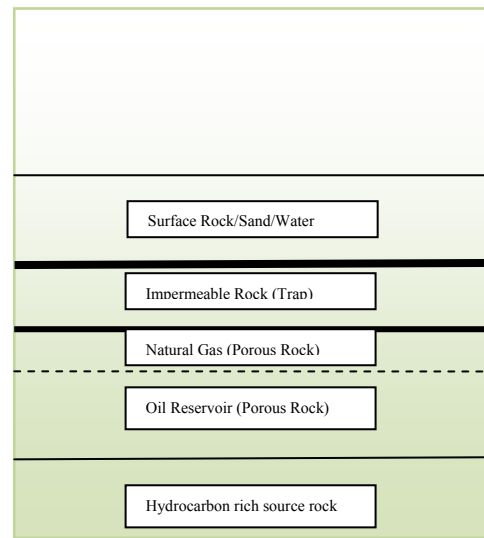 Surface Rock/Sand/Water
Impermeable Rock (Trap)
Natural Gas (Porous Rock)
Oil Reservoir (Porous Rock)
Hydrocarbon rich source rock